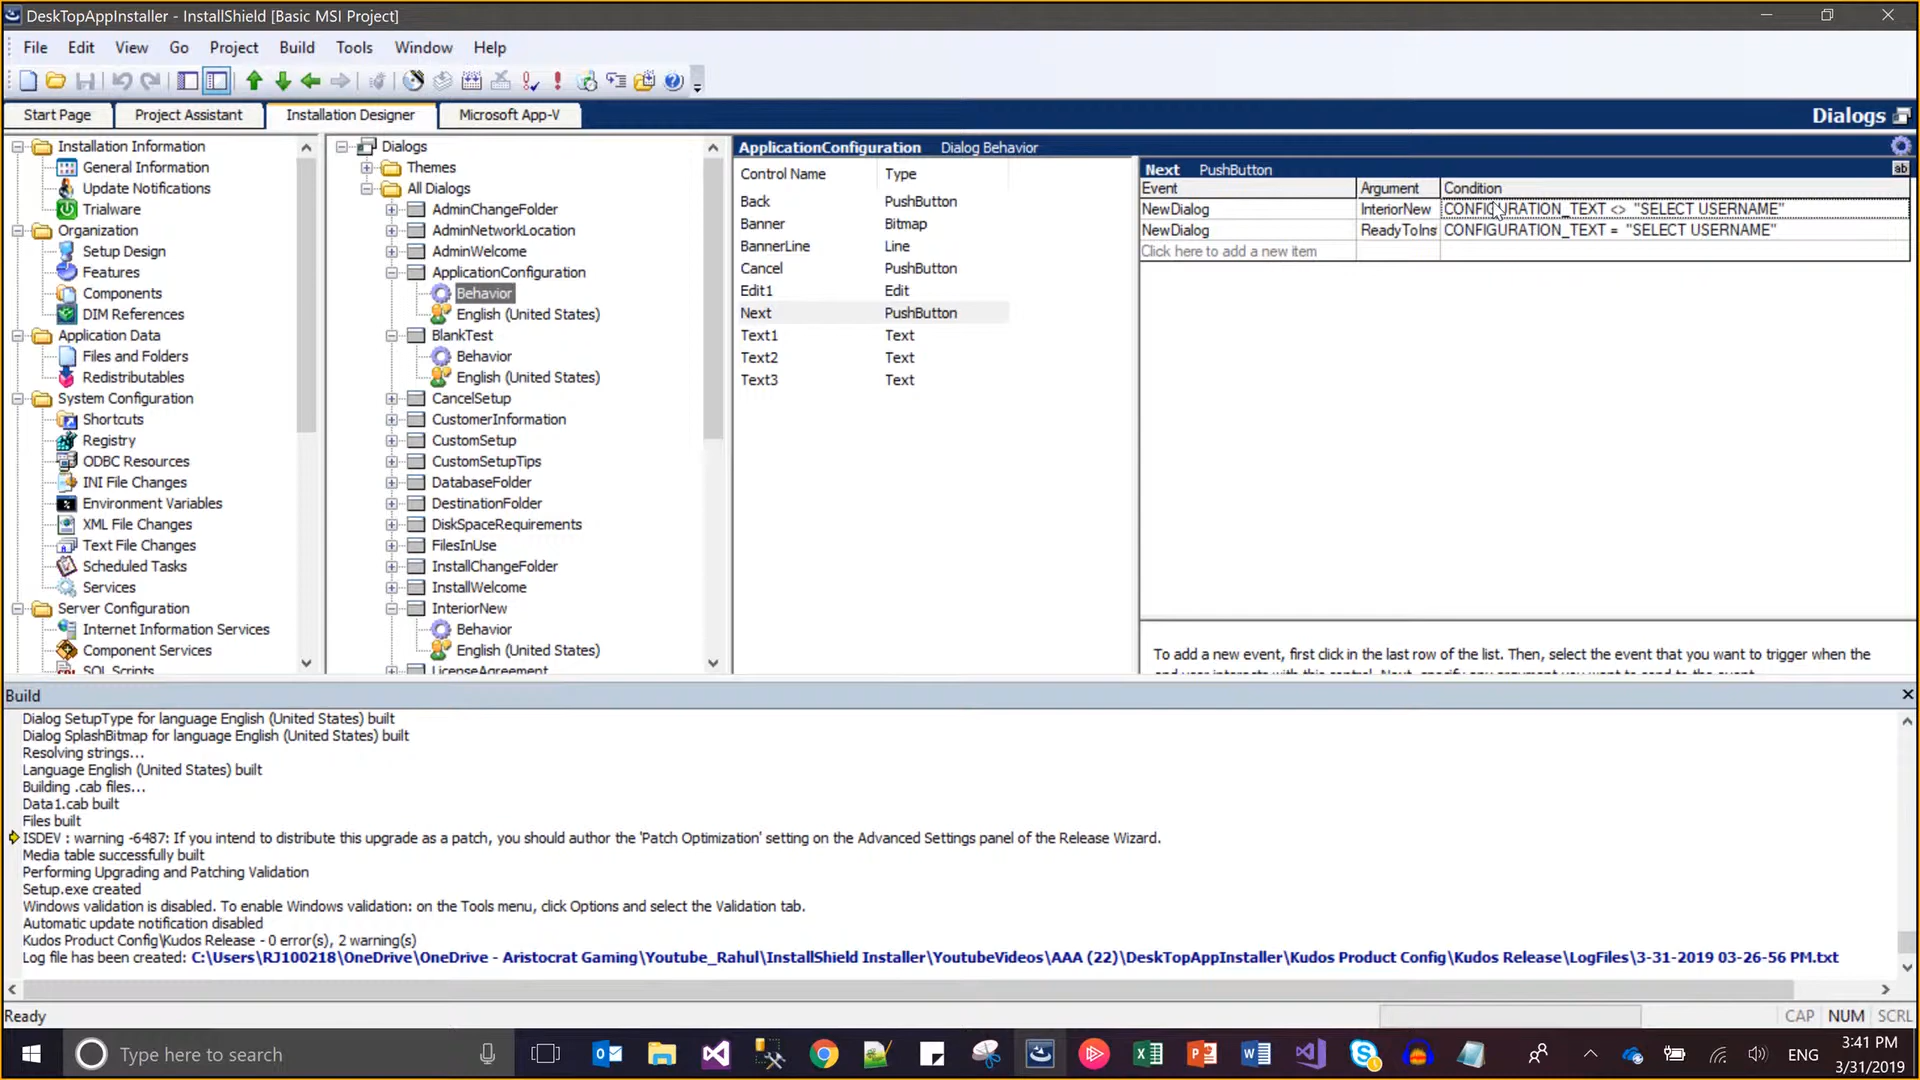 DeskTopAppInstaller - InstallShield [Basic MSI Project]
File Edit View Go Project Build Tools Window Help
Start Page Project Assistant Installation Designer Microsoft App-V Dialogs
Installation Information
General Information
Update Notifications
Trialware
Organization
Setup Design
Features
Components
DIM References
Application Data
Files and Folders
Redistributables
System Configuration
Shortcuts
Registry
ODBC Resources
INI File Changes
Environment Variables
XML File Changes
Text File Changes
Scheduled Tasks
Services
Server Configuration
Internet Information Services
Component Services
SQL Scripts
Dialogs
Themes
All Dialogs
AdminChangeFolder
AdminNetworkLocation
AdminWelcome
ApplicationConfiguration
Behavior
English (United States)
BlankTest
Behavior
English (United States)
CancelSetup
CustomerInformation
CustomSetup
CustomSetupTips
DatabaseFolder
DestinationFolder
DiskSpaceRequirements
FilesInUse
InstallChangeFolder
InstallWelcome
InteriorNew
Behavior
English (United States)
LicenseAgreement
ApplicationConfiguration Dialog Behavior
Control Name Type
Back PushButton
Banner Bitmap
BannerLine Line
Cancel PushButton
Edit1 Edit
Next PushButton
Text1 Text
Text2 Text
Text3 Text
Next PushButton
Event Argument Condition
NewDialog InteriorNew CONFIGURATION_TEXT <> "SELECT USERNAME"
NewDialog ReadyToIns CONFIGURATION_TEXT = "SELECT USERNAME"
Click here to add a new item
To add a new event, first click in the last row of the list. Then, select the event that you want to trigger when the
Build
Dialog SetupType for language English (United States) built
Dialog SplashBitmap for language English (United States) built
Resolving strings...
Language English (United States) built
Building .cab files...
Data1.cab built
Files built
ISDEV : warning -6487: If you intend to distribute this upgrade as a patch, you should author the 'Patch Optimization' setting on the Advanced Settings panel of the Release Wizard.
Media table successfully built
Performing Upgrading and Patching Validation
Setup.exe created
Windows validation is disabled. To enable Windows validation: on the Tools menu, click Options and select the Validation tab.
Automatic update notification disabled
Kudos Product Config\Kudos Release - 0 error(s), 2 warning(s)
Log file has been created: C:\Users\RJ100218\OneDrive\OneDrive - Aristocrat Gaming\Youtube_Rahul\InstallShield Installer\YoutubeVideos\AAA (22)\DeskTopAppInstaller\Kudos Product Config\Kudos Release\LogFiles\3-31-2019 03-26-56 PM.txt
Ready CAP NUM SCRL
Type here to search
ENG
3:41 PM
3/31/2019